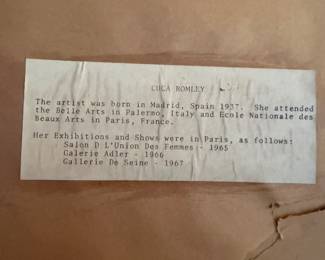 CUCA ROMLEY
The artist was born in Madrid, Spain 1937. She attended
the Belle Arts in Palermo, Italy and Ecole Nationale des
Beaux Arts in Paris, France.
Her Exhibitions and Shows were in Paris, as follows:
Salon D L'Union Des Femmes - 1965
Galerie Adler - 1966
Gallerie De Seine - 1967